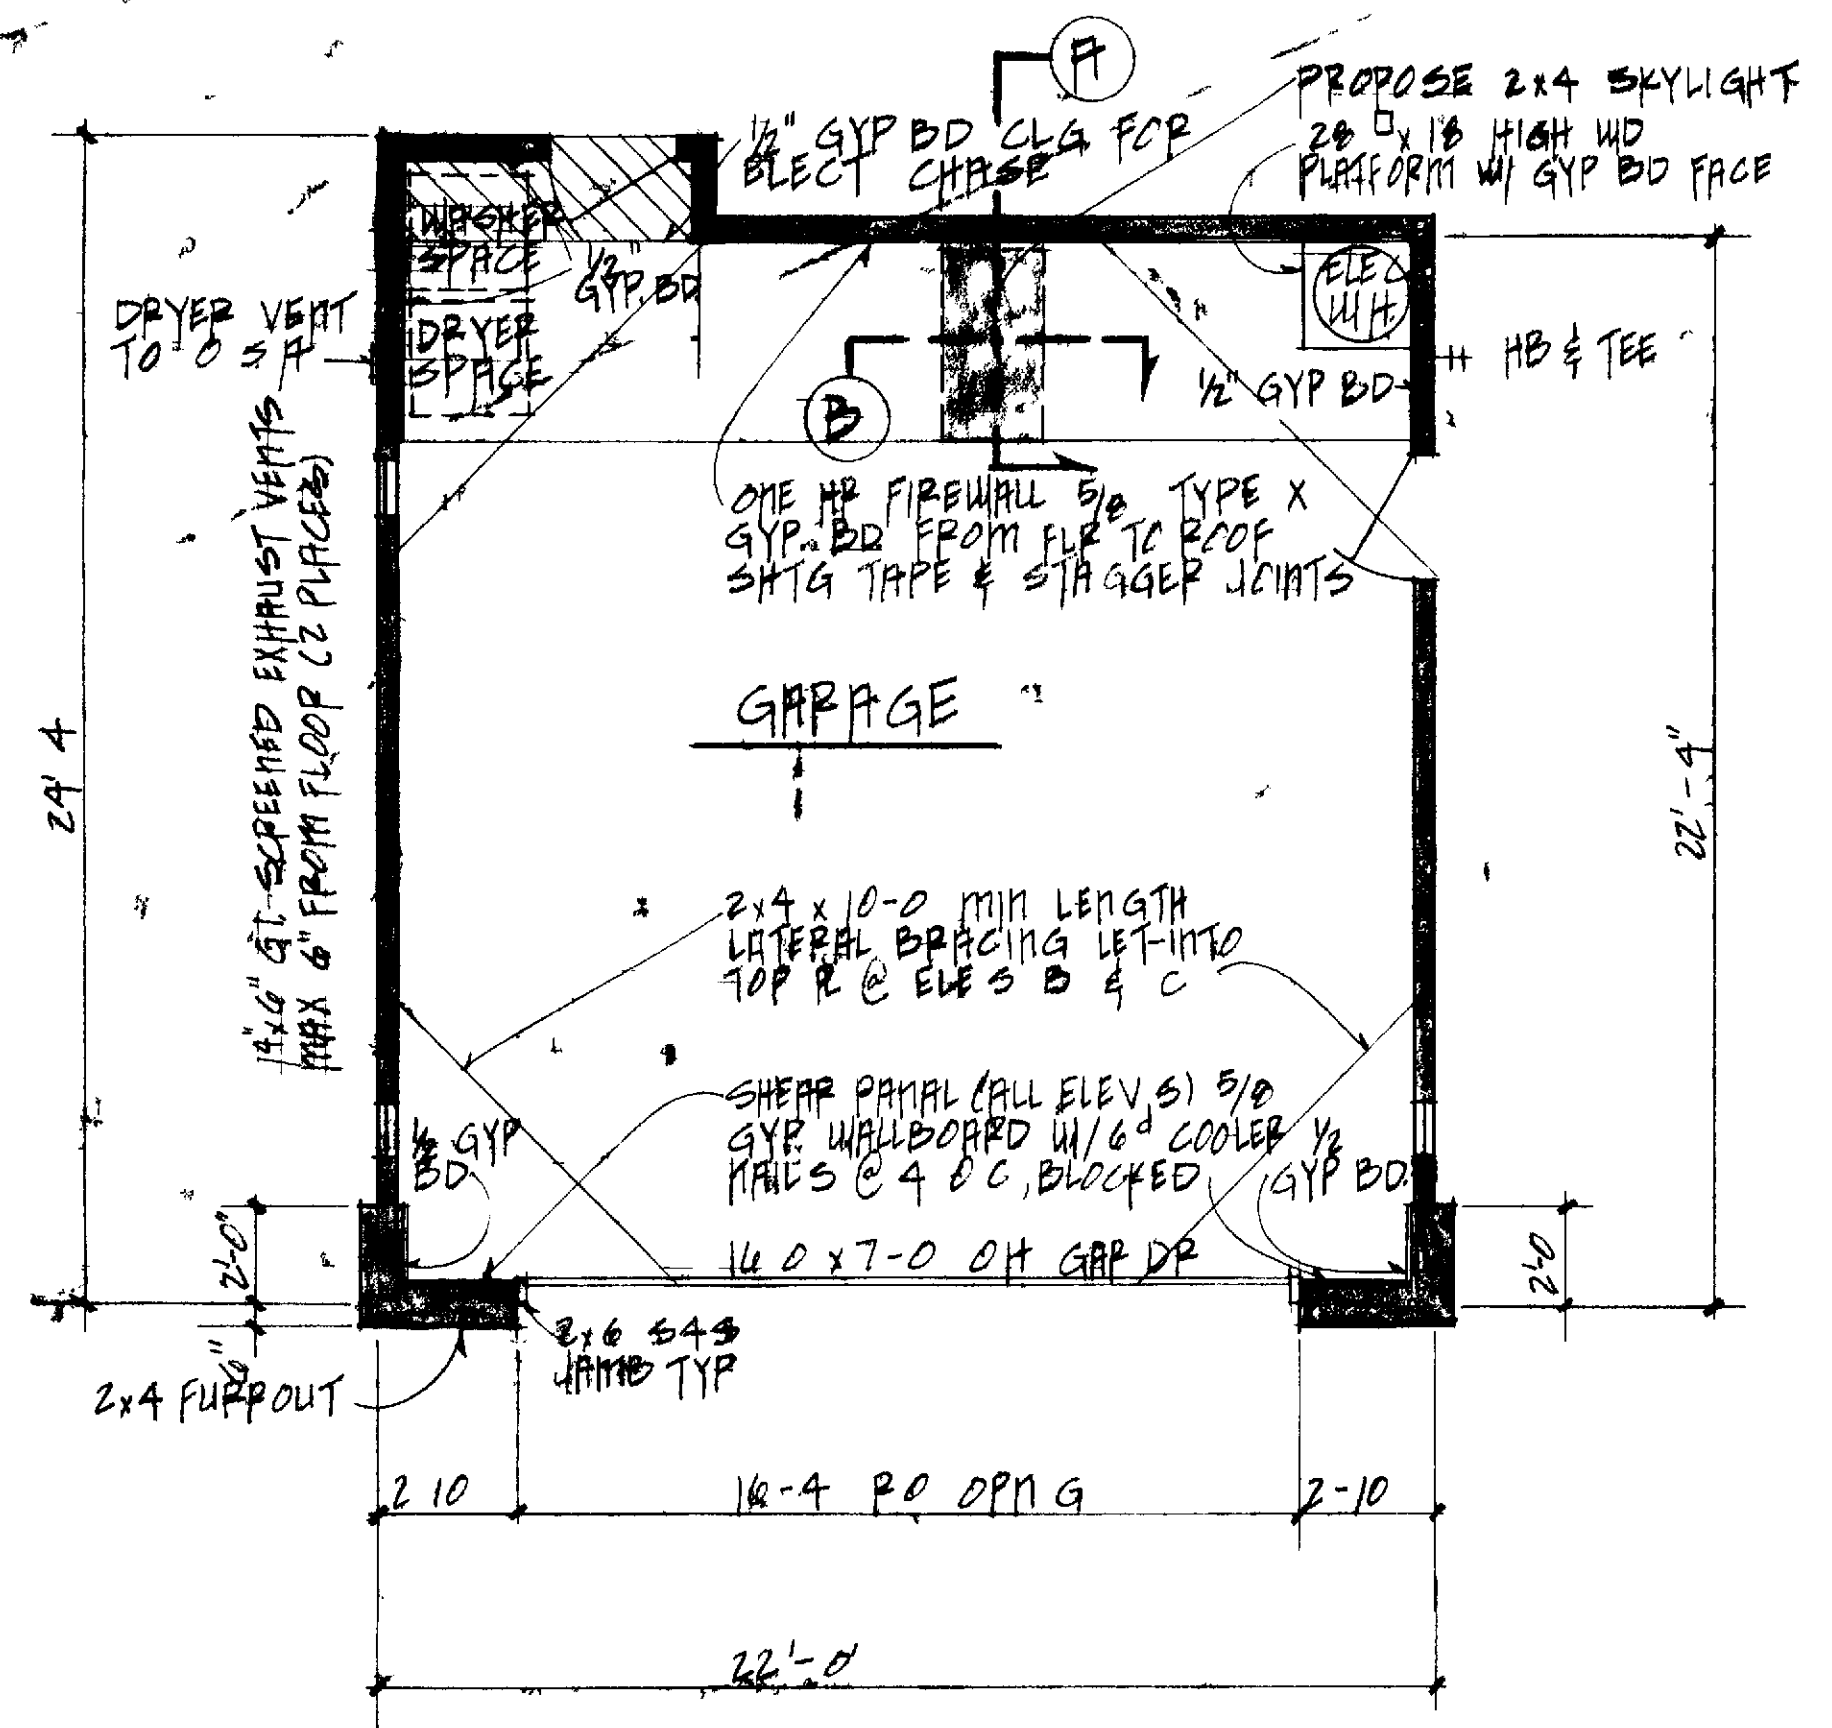 A
PROPOSE 2x4 SKYLIGHT
28 □ x 18 HIGH WD
PLATFORM W/ GYP BD FACE
1/2" GYP BD CLG FOR
ELECT CHASE
WASHER
SPACE
1/2"
GYP. BD
ELEC
W.H.
DRYER VENT
TO O S A
DRYER
SPACE
HB & TEE
1/2" GYP BD
B
ONE HR FIREWALL 5/8 TYPE X
GYP. BD FROM FLR TO ROOF
SHTG TAPE & STAGGER JOINTS
14"x6" G.I. SCREENED EXHAUST VENTS
MAX 6" FROM FLOOR (2 PLACES)
GARAGE
24' 4
22'-4"
2x4 x 10-0 MIN LENGTH
LATERAL BRACING LET-INTO
TOP PL @ ELE S B & C
SHEAR PANAL (ALL ELEV,S) 5/8
GYP. WALLBOARD W/6d COOLER
NAILS @ 4 O C, BLOCKED
1/2 GYP
BD
1/2
GYP BD.
16 0 x 7-0 OH GAR DR
2'-0"
2'-0
6"
2x6 S4S
JAMB TYP
2x4 FURROUT
2 10
16-4 RO OPNG
2-10
22'-0'